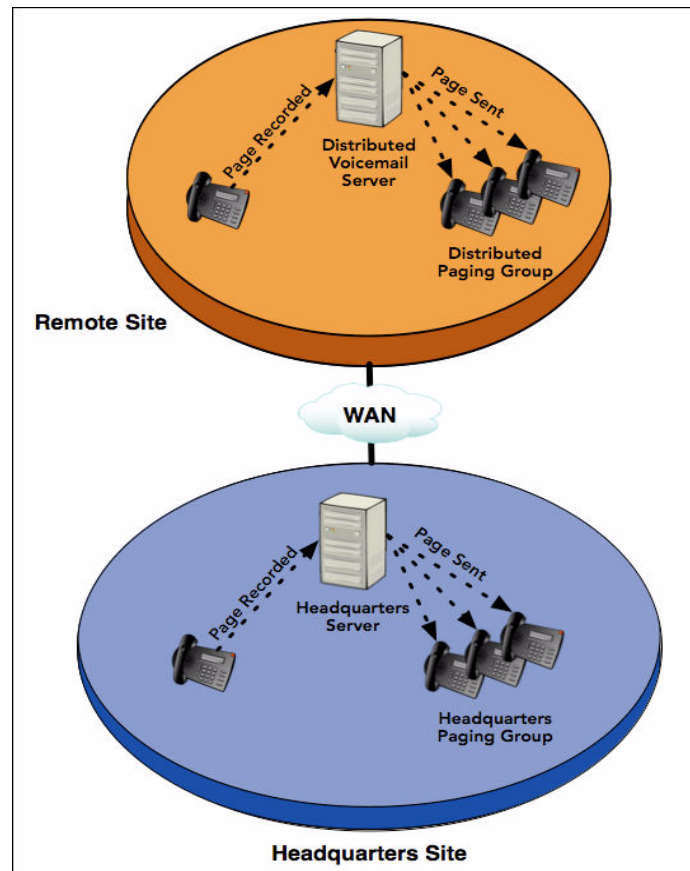 Page Recorded
Page Sent
Distributed
Voicemail
Server
Distributed
Paging Group
Remote Site
WAN
Page Recorded
Page Sent
Headquarters
Server
Headquarters
Paging Group
Headquarters Site